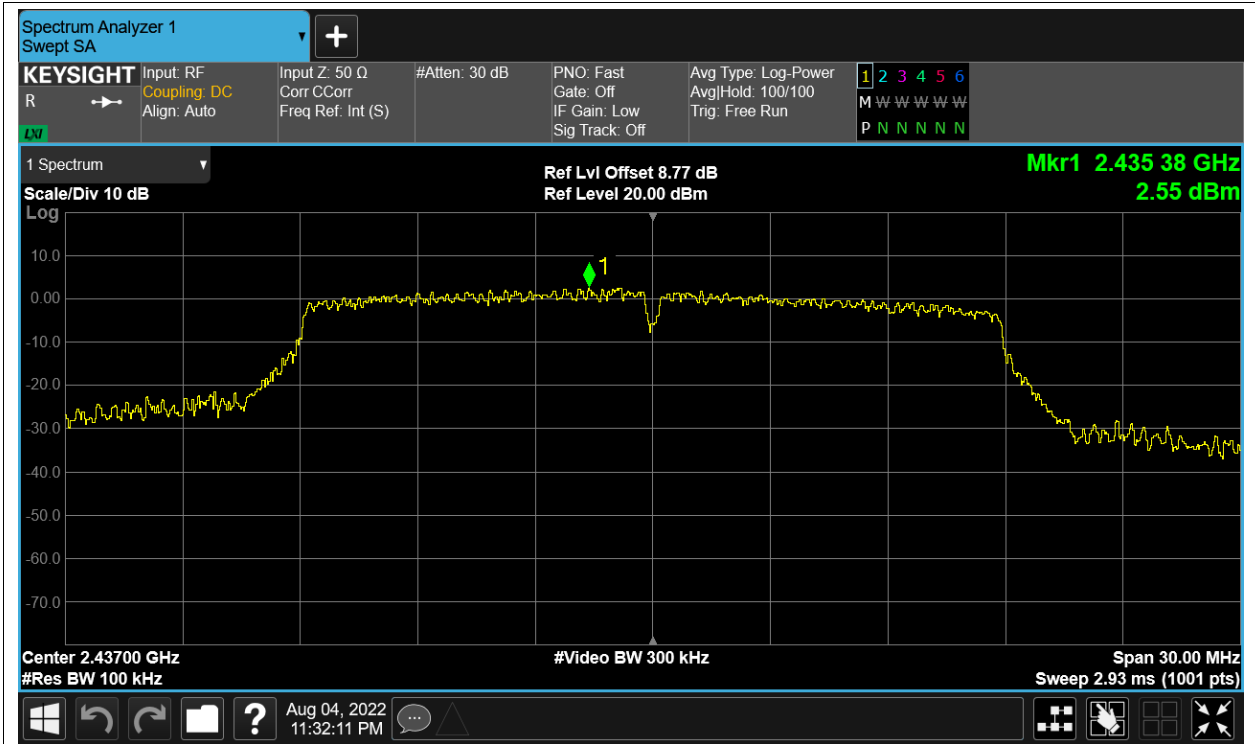 Spectrum Analyzer 1
Swept SA
+
KEYSIGHT
R
LXI
Input: RF
Coupling: DC
Align: Auto
Input Z: 50 Ω
Corr CCorr
Freq Ref: Int (S)
#Atten: 30 dB
PNO: Fast
Gate: Off
IF Gain: Low
Sig Track: Off
Avg Type: Log-Power
Avg|Hold: 100/100
Trig: Free Run
1 2 3 4 5 6
M W W W W W W
P N N N N N
1 Spectrum
Scale/Div 10 dB
Log
Ref Lvl Offset 8.77 dB
Ref Level 20.00 dBm
Mkr1 2.435 38 GHz
2.55 dBm
10.0
0.00
-10.0
-20.0
-30.0
-40.0
-50.0
-60.0
-70.0
1
Center 2.43700 GHz
#Res BW 100 kHz
#Video BW 300 kHz
Span 30.00 MHz
Sweep 2.93 ms (1001 pts)
?
Aug 04, 2022
11:32:11 PM